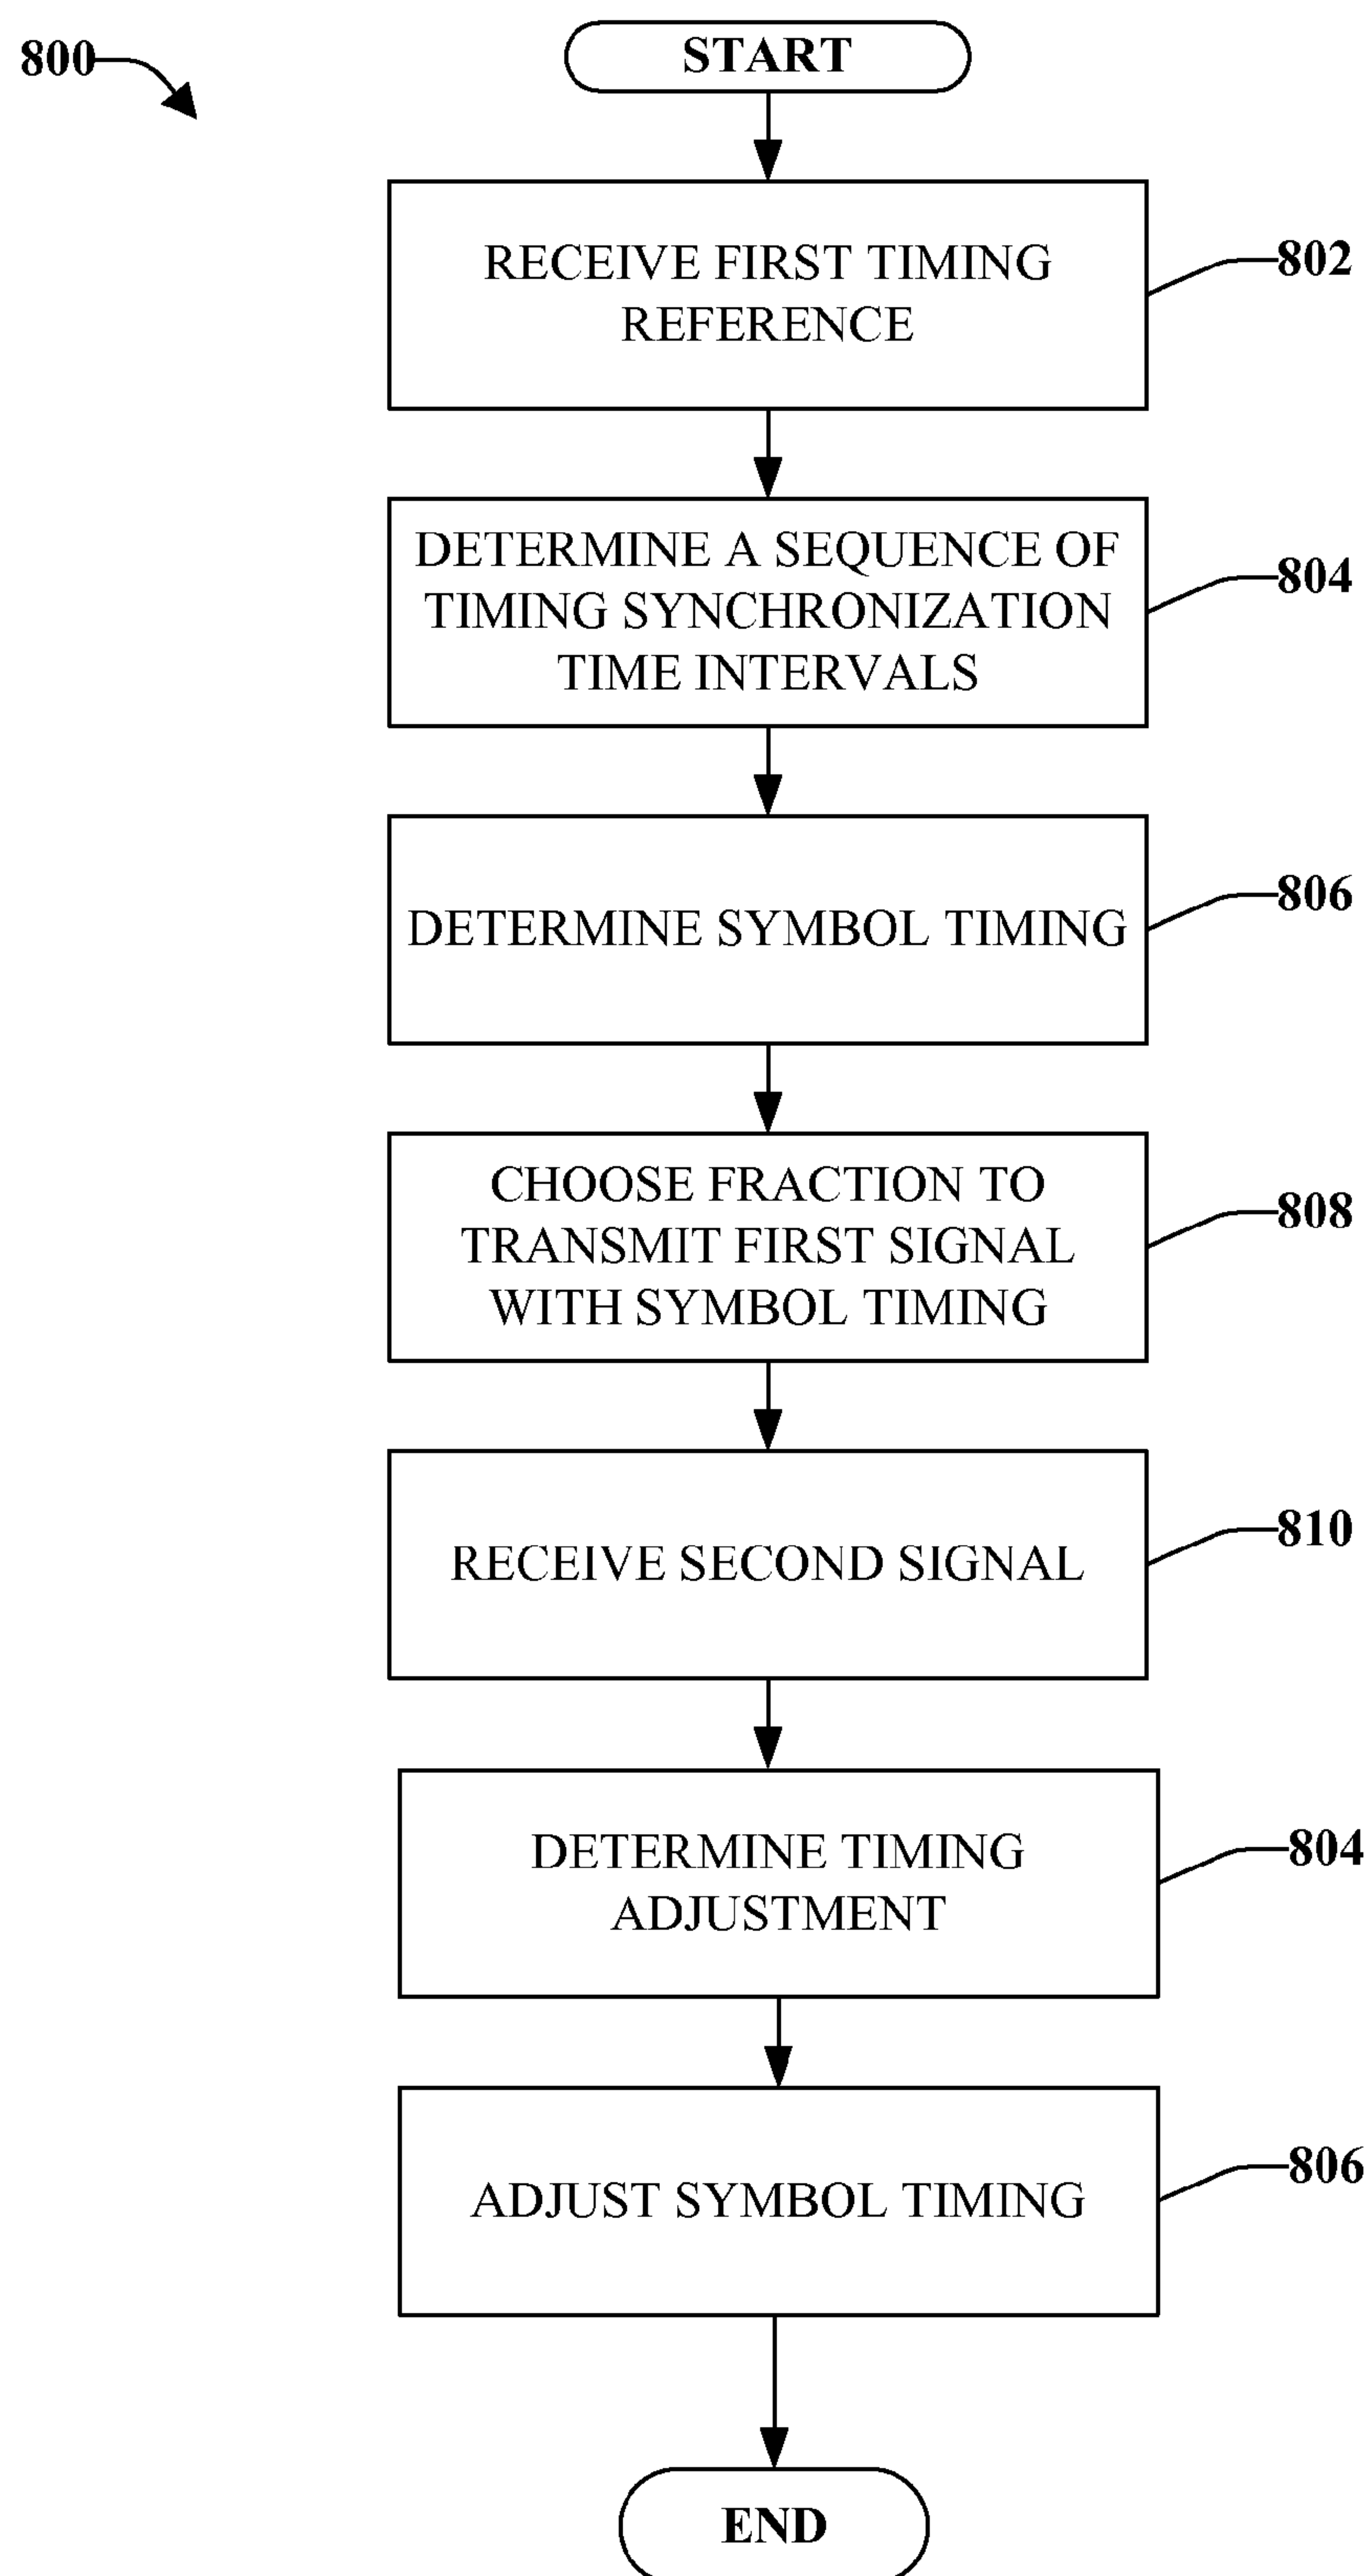 800
START
RECEIVE FIRST TIMING
REFERENCE
802
DETERMINE A SEQUENCE OF
TIMING SYNCHRONIZATION
TIME INTERVALS
804
DETERMINE SYMBOL TIMING
806
CHOOSE FRACTION TO
TRANSMIT FIRST SIGNAL
WITH SYMBOL TIMING
808
RECEIVE SECOND SIGNAL
810
DETERMINE TIMING
ADJUSTMENT
804
ADJUST SYMBOL TIMING
806
END